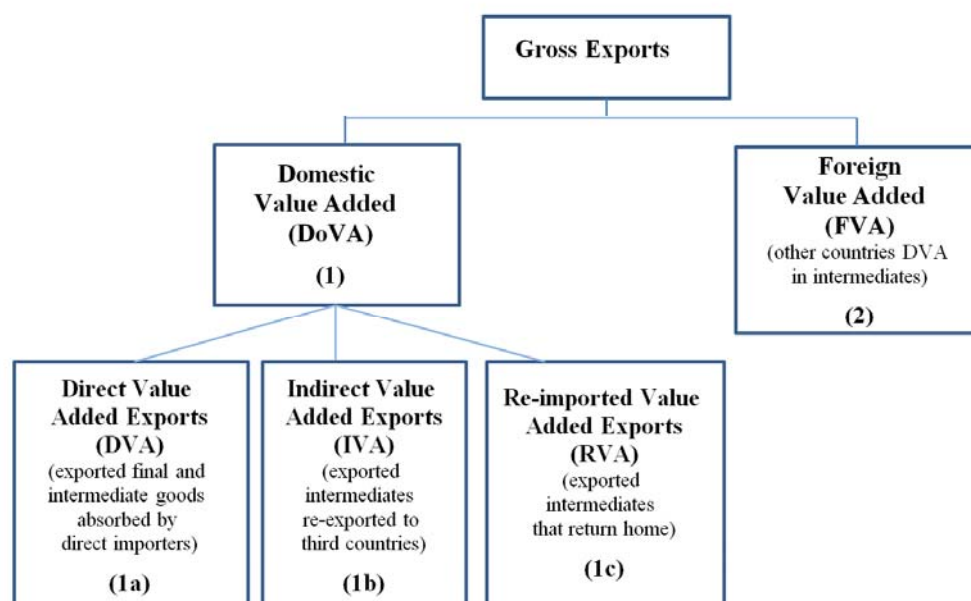 Gross Exports
Domestic
Value Added
(DoVA)
(1)
Foreign
Value Added
(FVA)
(other countries DVA
in intermediates)
(2)
Direct Value
Added Exports
(DVA)
(exported final and
intermediate goods
absorbed by
direct importers)
(1a)
Indirect Value
Added Exports
(IVA)
(exported
intermediates
re-exported to
third countries)
(1b)
Re-imported Value
Added Exports
(RVA)
(exported
intermediates
that return home)
(1c)